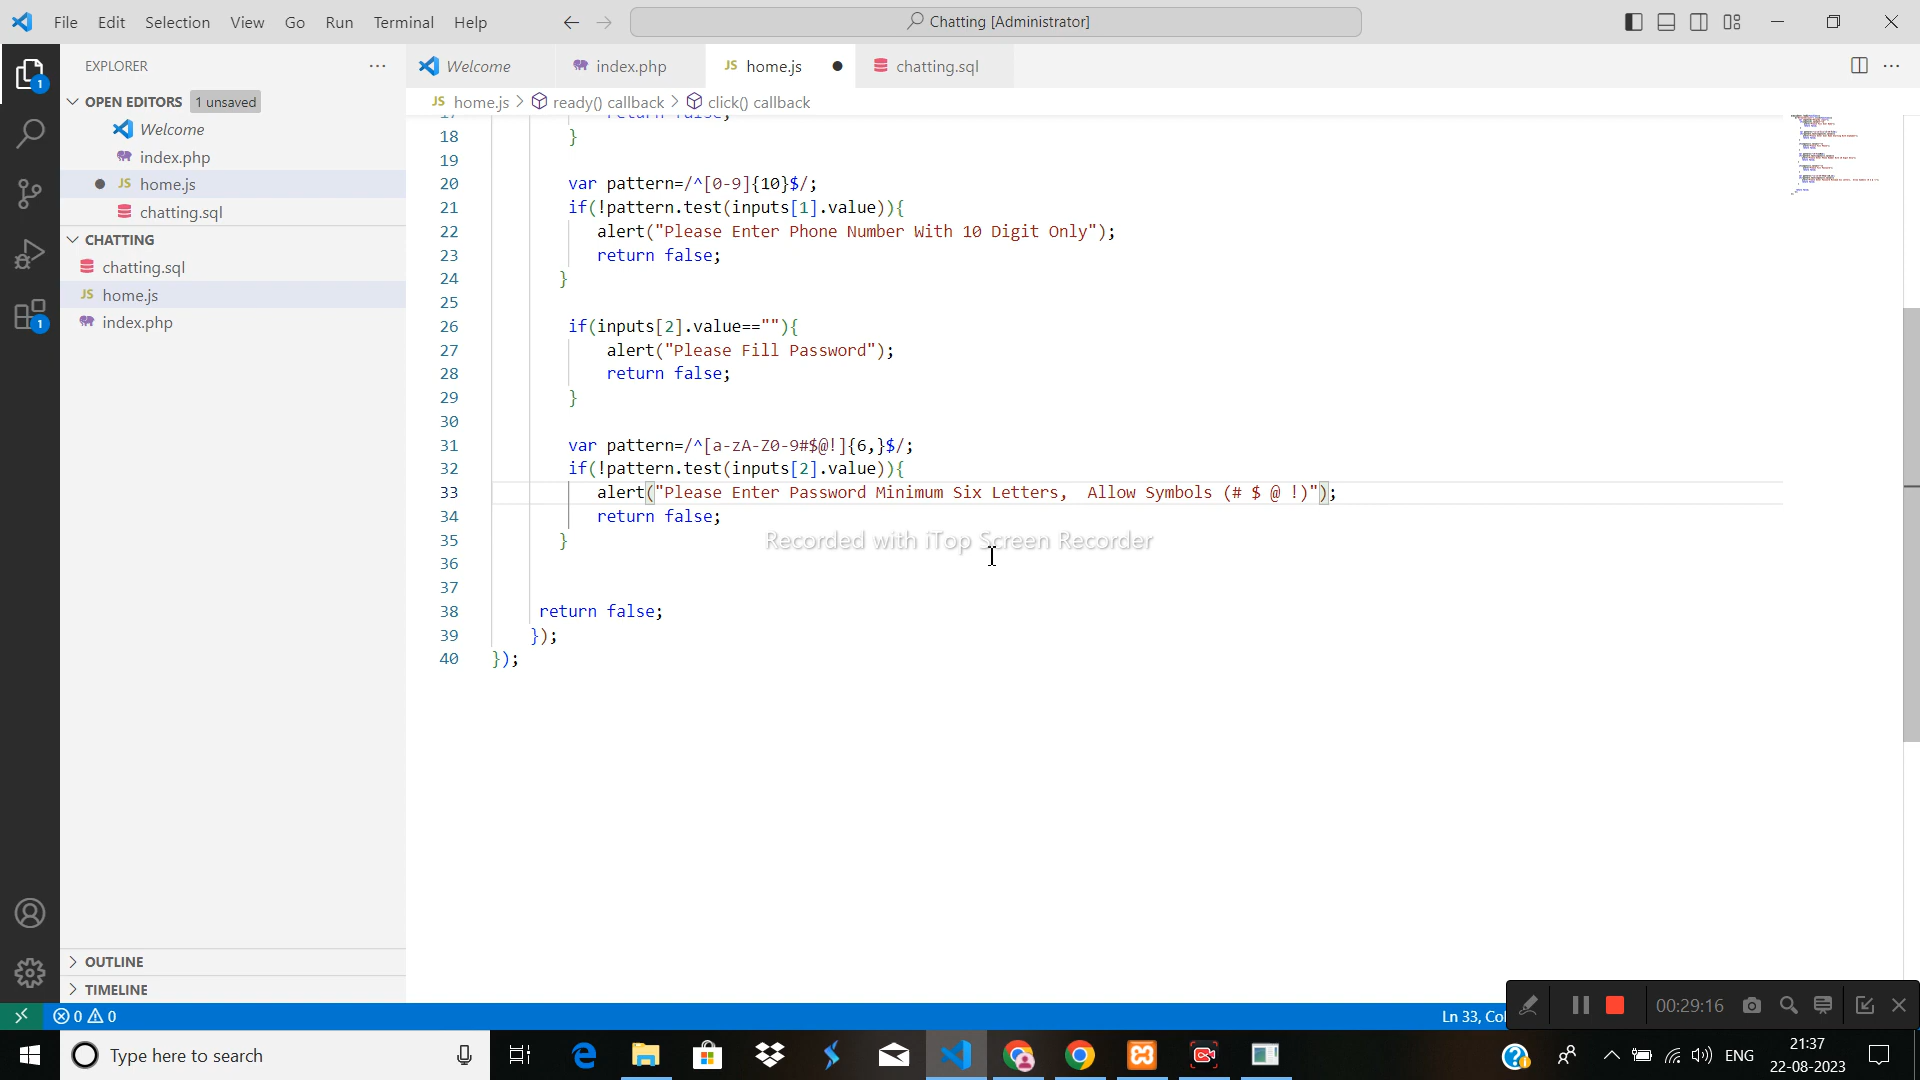 File Edit Selection View Go Run Terminal Help
Chatting [Administrator]
EXPLORER
OPEN EDITORS 1 unsaved
Welcome
index.php
JS home.js
chatting.sql
CHATTING
chatting.sql
JS home.js
index.php
OUTLINE
TIMELINE
Welcome index.php JS home.js chatting.sql
JS home.js > ready() callback > click() callback
18 }
19
20 var pattern=/^[0-9]{10}$/;
21 if(!pattern.test(inputs[1].value)){
22 alert("Please Enter Phone Number With 10 Digit Only");
23 return false;
24 }
25
26 if(inputs[2].value==""){
27 alert("Please Fill Password");
28 return false;
29 }
30
31 var pattern=/^[a-zA-Z0-9#$@!]{6,}$/;
32 if(!pattern.test(inputs[2].value)){
33 alert("Please Enter Password Minimum Six Letters,  Allow Symbols (# $ @ !)");
34 return false;
35 }
36
37
38 return false;
39 });
40 });
Recorded with iTop Screen Recorder
0 0
Ln 33, Co
00:29:16
Type here to search
ENG
21:37
22-08-2023
1
1